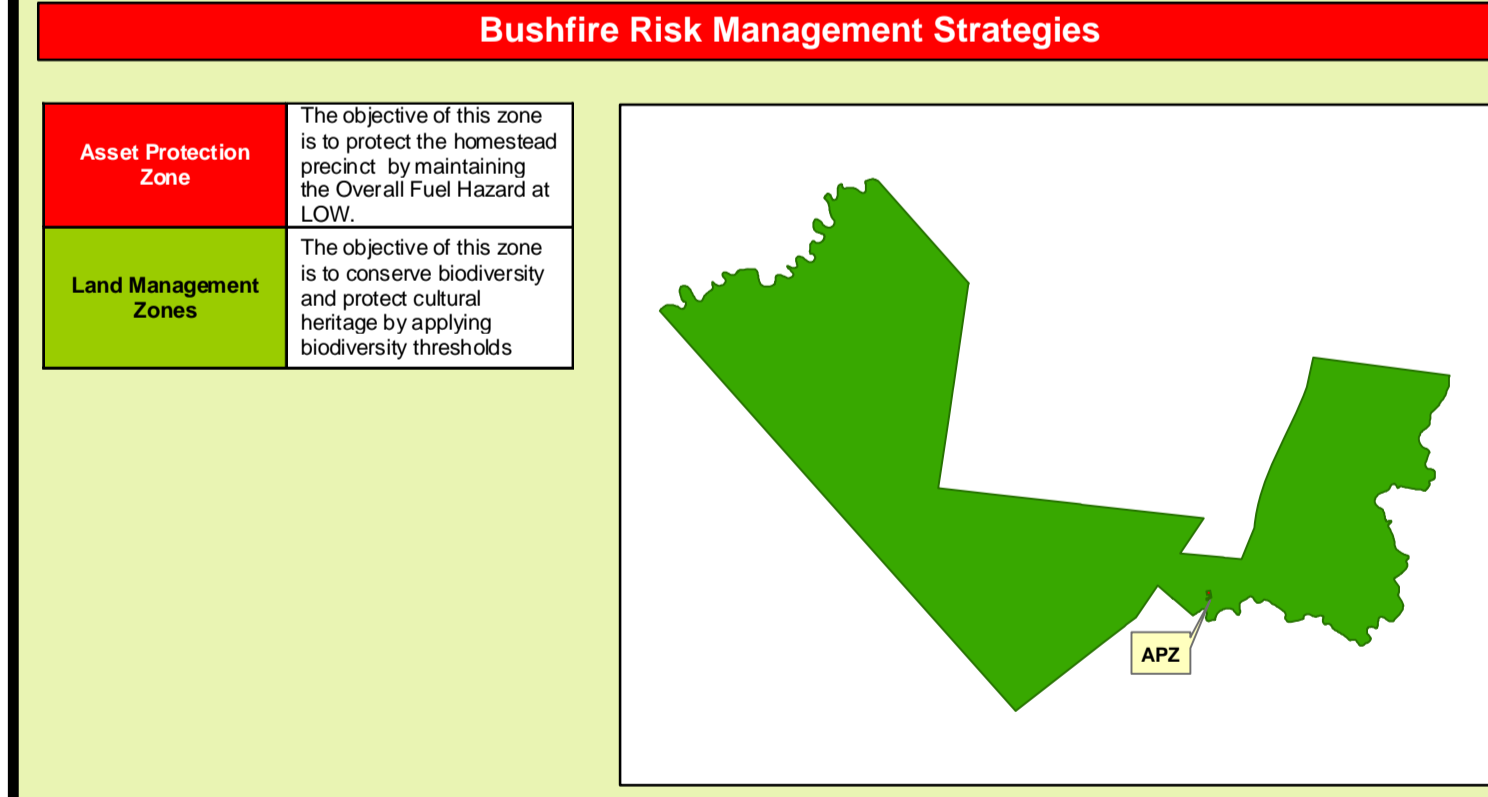 Bushfire Risk Management Strategies
Asset Protection
Zone
The objective of this zone
is to protect the homestead
precinct by maintaining
the Overall Fuel Hazard at
LOW.
Land Management
Zones
The objective of this zone
is to conserve biodiversity
and protect cultural
heritage by applying
biodiversity thresholds
APZ